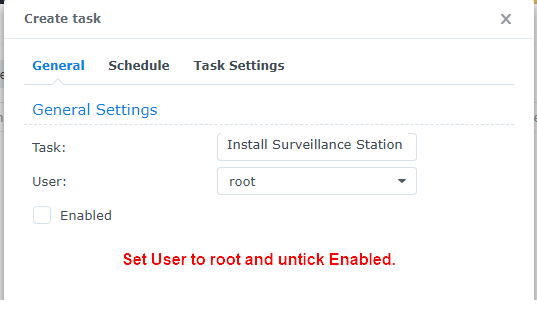 Create task
General Schedule Task Settings
General Settings
Task: Install Surveillance Station
User: root
Enabled
Set User to root and untick Enabled.